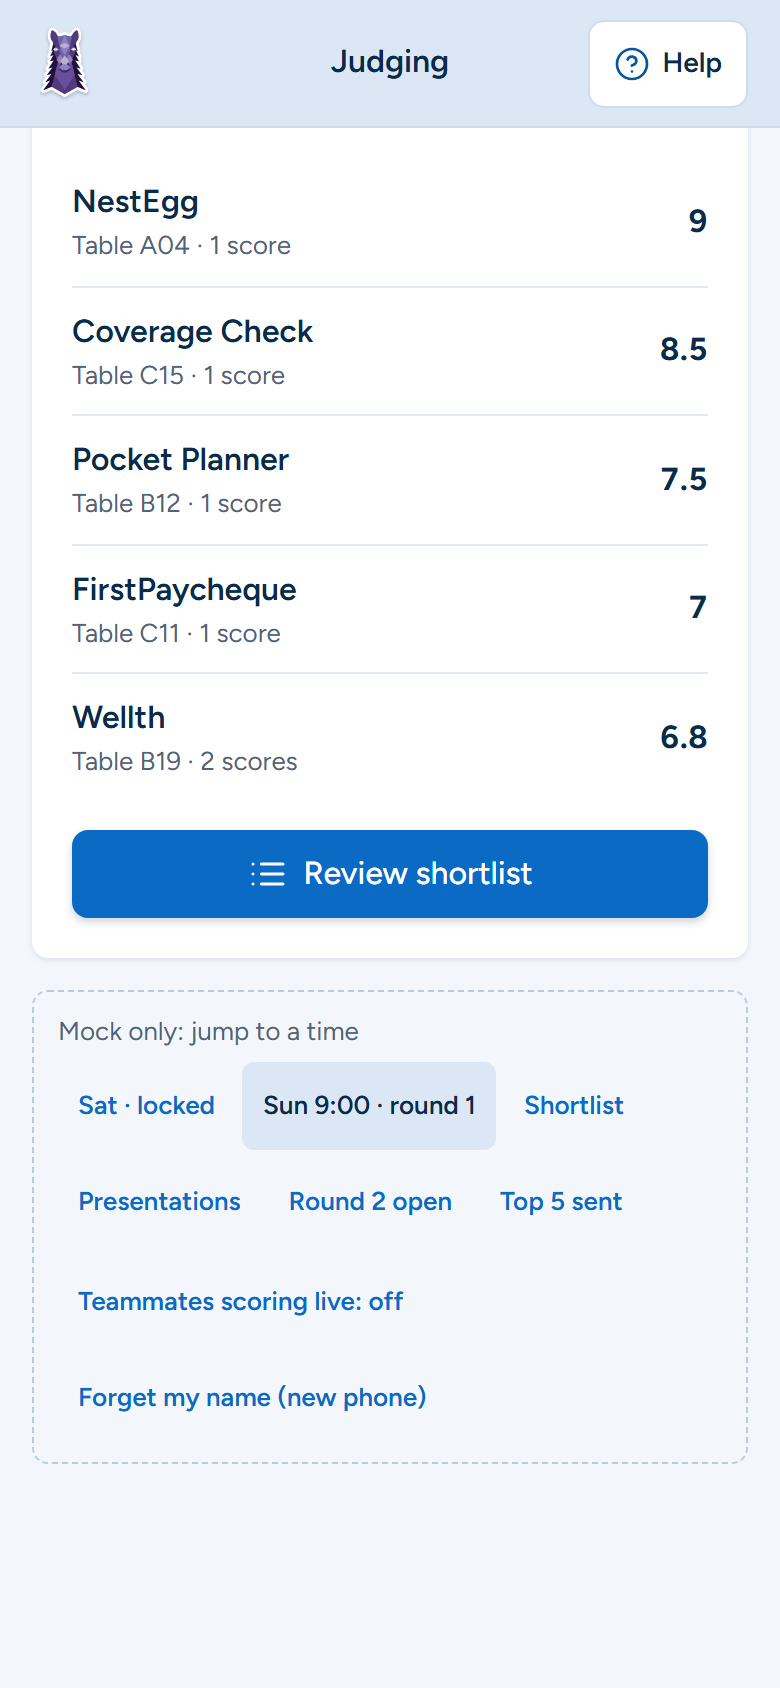 Judging
Help
NestEgg
Table A04 · 1 score
9
Coverage Check
Table C15 · 1 score
8.5
Pocket Planner
Table B12 · 1 score
7.5
FirstPaycheque
Table C11 · 1 score
7
Wellth
Table B19 · 2 scores
6.8
Review shortlist
Mock only: jump to a time
Sat · locked
Sun 9:00 · round 1
Shortlist
Presentations
Round 2 open
Top 5 sent
Teammates scoring live: off
Forget my name (new phone)